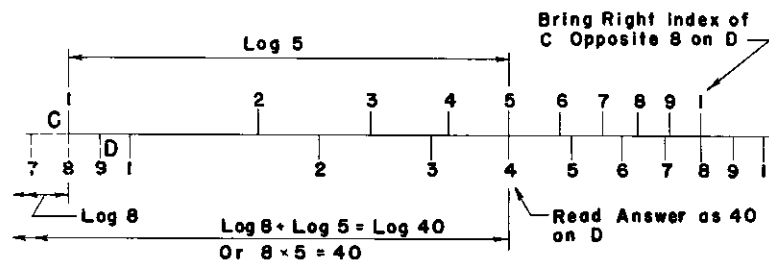 Bring Right Index of
C Opposite 8 on D
Log 5
1 2 3 4 5 6 7 8 9 1
C
D
7 8 9 1 2 3 4 5 6 7 8 9 1
Log 8
Log 8 + Log 5 = Log 40
Or 8 × 5 = 40
Read Answer as 40
on D